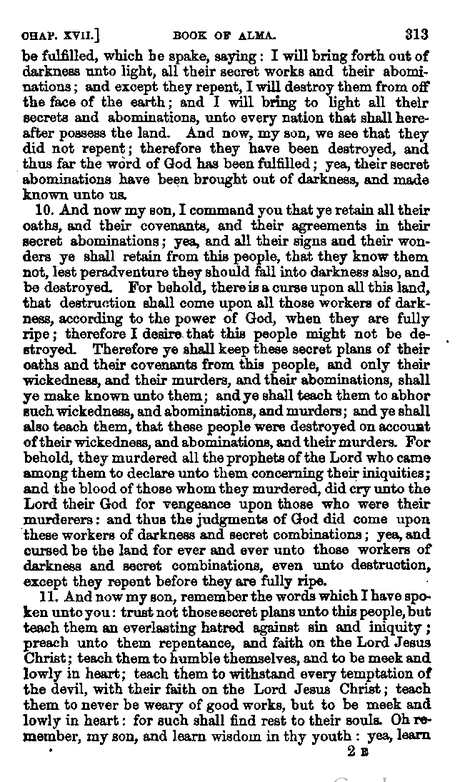 CHAP. XVII.] BOOK OF ALMA. 313
be fulfilled, which he spake, saying: I will bring forth out of
darkness unto light, all their secret works and their abomi-
nations; and except they repent, I will destroy them from off
the face of the earth; and I will bring to light all their
secrets and abominations, unto every nation that shall here-
after possess the land. And now, my son, we see that they
did not repent; therefore they have been destroyed, and
thus far the word of God has been fulfilled; yea, their secret
abominations have been brought out of darkness, and made
known unto us.
10. And now my son, I command you that ye retain all their
oaths, and their covenants, and their agreements in their
secret abominations; yea, and all their signs and their won-
ders ye shall retain from this people, that they know them
not, lest peradventure they should fall into darkness also, and
be destroyed. For behold, there is a curse upon all this land,
that destruction shall come upon all those workers of dark-
ness, according to the power of God, when they are fully
ripe; therefore I desire that this people might not be de-
stroyed. Therefore ye shall keep these secret plans of their
oaths and their covenants from this people, and only their
wickedness, and their murders, and their abominations, shall
ye make known unto them; and ye shall teach them to abhor
such wickedness, and abominations, and murders; and ye shall
also teach them, that these people were destroyed on account
of their wickedness, and abominations, and their murders. For
behold, they murdered all the prophets of the Lord who came
among them to declare unto them concerning their iniquities;
and the blood of those whom they murdered, did cry unto the
Lord their God for vengeance upon those who were their
murderers: and thus the judgments of God did come upon
these workers of darkness and secret combinations; yea, and
cursed be the land for ever and ever unto those workers of
darkness and secret combinations, even unto destruction,
except they repent before they are fully ripe.
11. And now my son, remember the words which I have spo-
ken unto you: trust not those secret plans unto this people, but
teach them an everlasting hatred against sin and iniquity;
preach unto them repentance, and faith on the Lord Jesus
Christ; teach them to humble themselves, and to be meek and
lowly in heart; teach them to withstand every temptation of
the devil, with their faith on the Lord Jesus Christ; teach
them to never be weary of good works, but to be meek and
lowly in heart: for such shall find rest to their souls. Oh re-
member, my son, and learn wisdom in thy youth: yea, learn
2 B